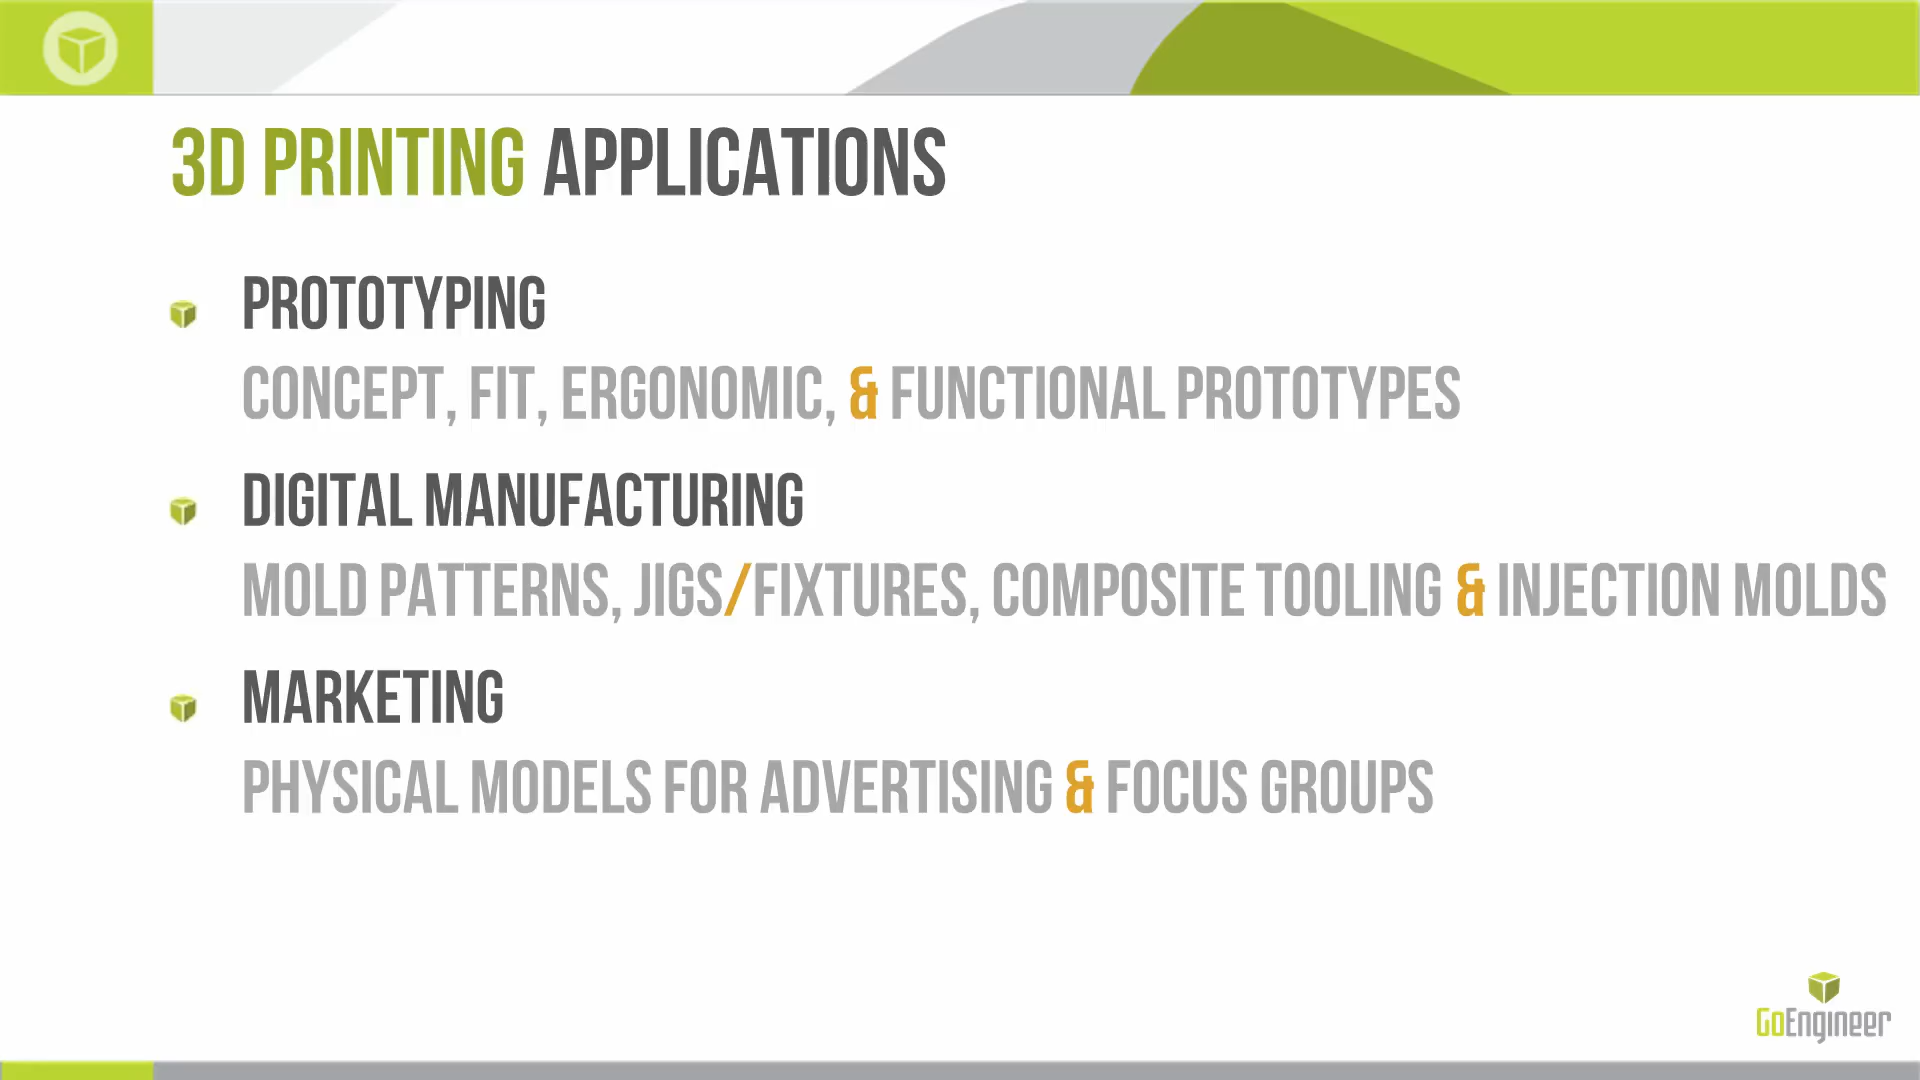 3D PRINTING APPLICATIONS
PROTOTYPING
CONCEPT, FIT, ERGONOMIC, & FUNCTIONAL PROTOTYPES
DIGITAL MANUFACTURING
MOLD PATTERNS, JIGS/FIXTURES, COMPOSITE TOOLING & INJECTION MOLDS
MARKETING
PHYSICAL MODELS FOR ADVERTISING & FOCUS GROUPS
GoEngineer